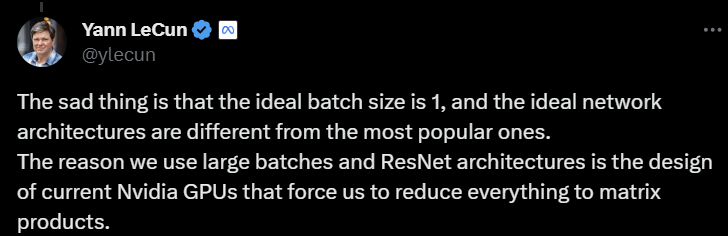 Yann LeCun
@ylecun
The sad thing is that the ideal batch size is 1, and the ideal network
architectures are different from the most popular ones.
The reason we use large batches and ResNet architectures is the design
of current Nvidia GPUs that force us to reduce everything to matrix
products.